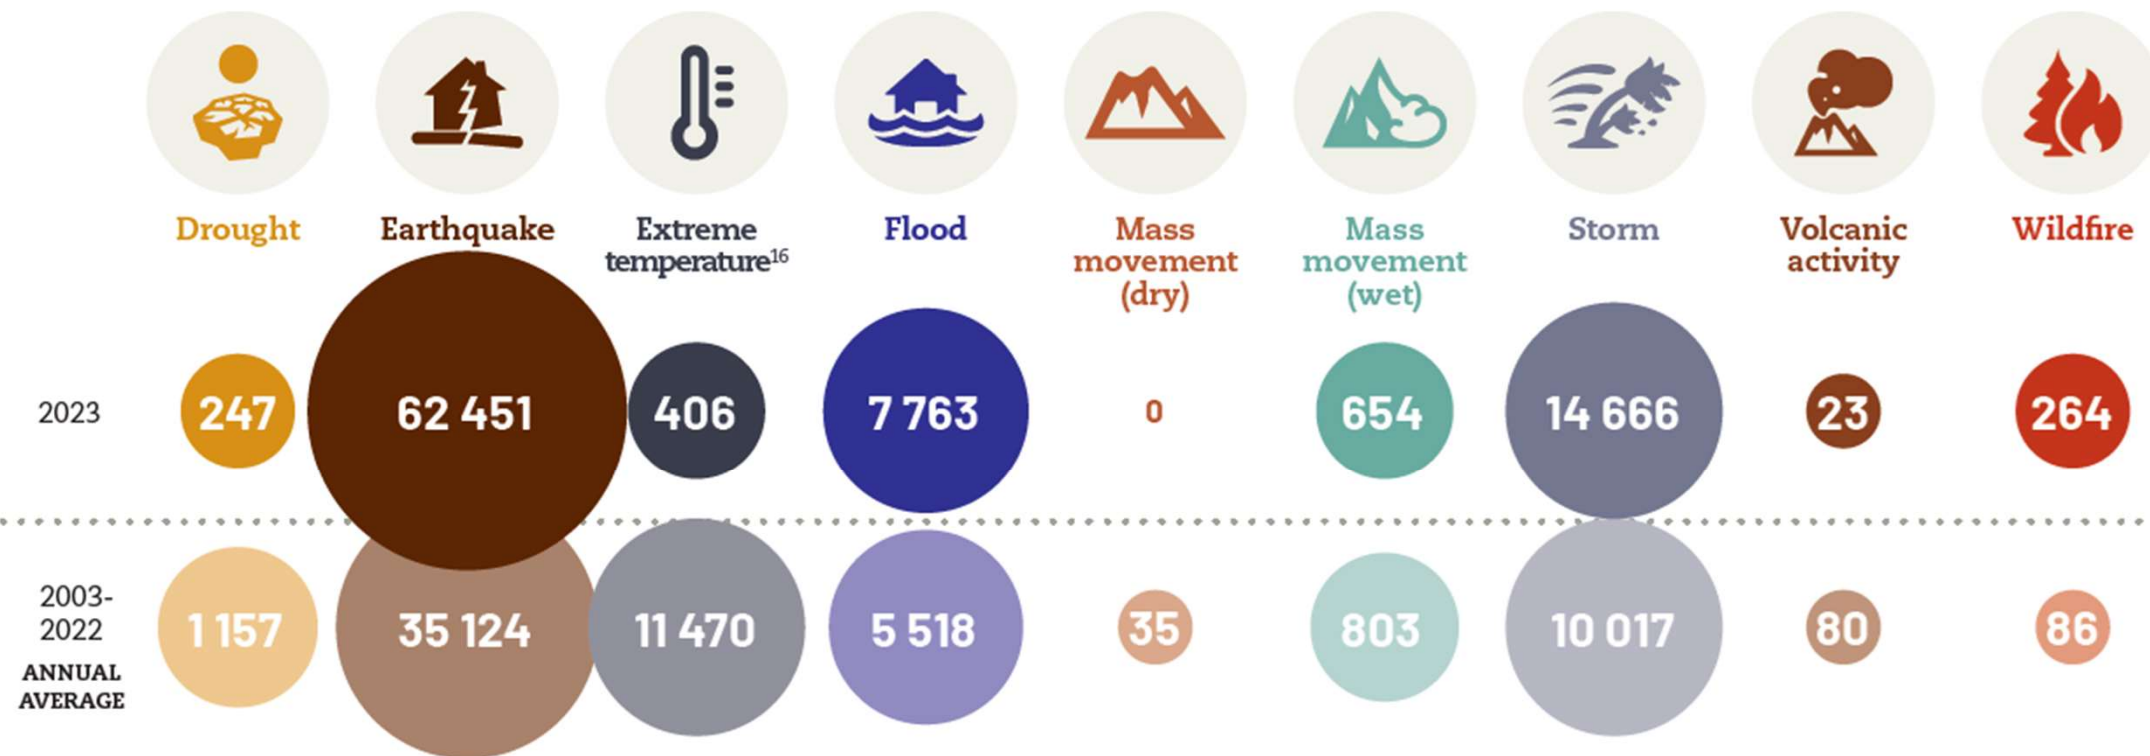 Drought
Earthquake
Extreme
temperature16
Flood
Mass
movement
(dry)
Mass
movement
(wet)
Storm
Volcanic
activity
Wildfire
2023
247
62 451
406
7 763
0
654
14 666
23
264
2003-
2022
ANNUAL
AVERAGE
1 157
35 124
11 470
5 518
35
803
10 017
80
86